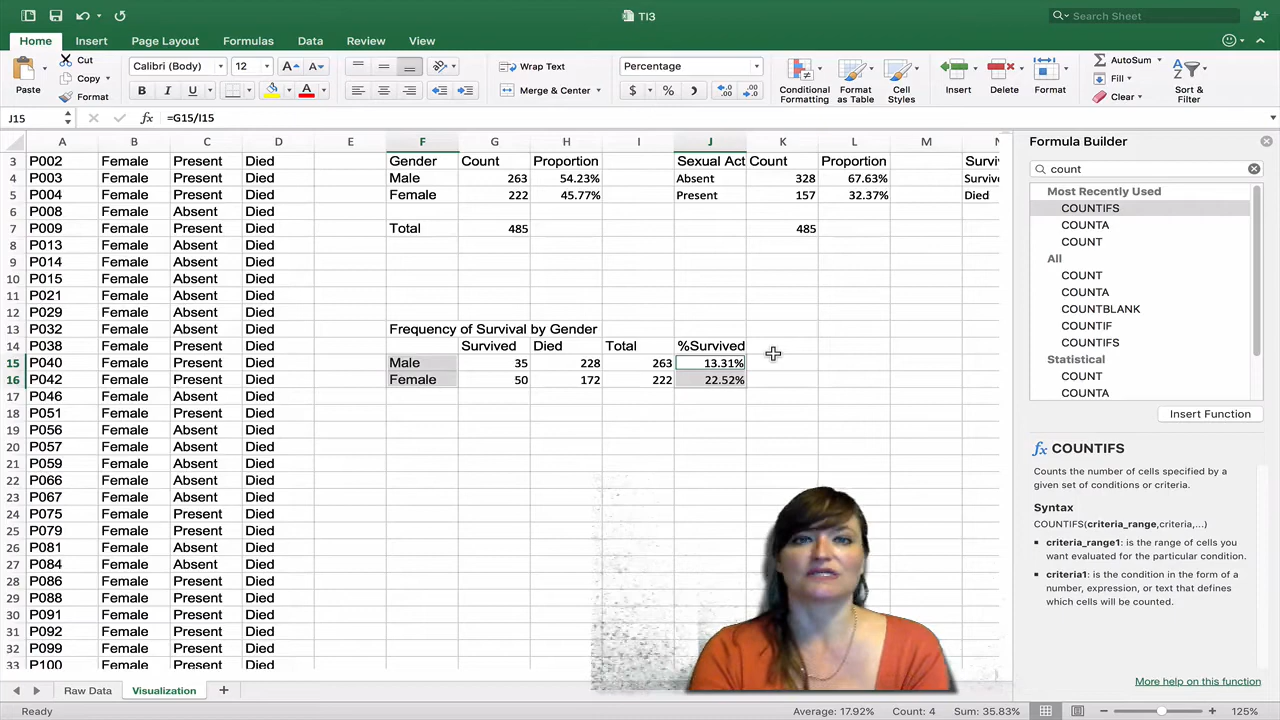 TI3
Search Sheet
Home Insert Page Layout Formulas Data Review View
Paste
Cut
Copy
Format
Calibri (Body) 12
B I U
Wrap Text
Merge & Center
Percentage
$ %
Conditional Formatting
Format as Table
Cell Styles
Insert
Delete
Format
AutoSum
Fill
Clear
Sort & Filter
J15 fx =G15/I15
A B C D E F G H I J K L M N
3 P002 Female Present Died Gender Count Proportion Sexual Act Count Proportion Surviv
4 P003 Female Present Died Male 263 54.23% Absent 328 67.63% Survive
5 P004 Female Present Died Female 222 45.77% Present 157 32.37% Died
6 P008 Female Absent Died
7 P009 Female Present Died Total 485 485
8 P013 Female Absent Died
9 P014 Female Absent Died
10 P015 Female Absent Died
11 P021 Female Absent Died
12 P029 Female Absent Died
13 P032 Female Present Died Frequency of Survival by Gender
14 P038 Female Present Died Survived Died Total %Survived
15 P040 Female Present Died Male 35 228 263 13.31%
16 P042 Female Present Died Female 50 172 222 22.52%
17 P046 Female Absent Died
18 P051 Female Present Died
19 P056 Female Absent Died
20 P057 Female Absent Died
21 P059 Female Absent Died
22 P066 Female Absent Died
23 P067 Female Absent Died
24 P075 Female Present Died
25 P079 Female Present Died
26 P081 Female Absent Died
27 P084 Female Absent Died
28 P086 Female Present Died
29 P088 Female Present Died
30 P091 Female Present Died
31 P092 Female Present Died
32 P099 Female Present Died
33 P100 Female Present Died
Formula Builder
count
Most Recently Used
COUNTIFS
COUNTA
COUNT
All
COUNT
COUNTA
COUNTBLANK
COUNTIF
COUNTIFS
Statistical
COUNT
COUNTA
Insert Function
fx COUNTIFS
Counts the number of cells specified by a
given set of conditions or criteria.
Syntax
COUNTIFS(criteria_range,criteria,...)
criteria_range1: is the range of cells you
want evaluated for the particular condition.
criteria1: is the condition in the form of a
number, expression, or text that defines
which cells will be counted.
More help on this function
Raw Data Visualization +
Ready Average: 17.92% Count: 4 Sum: 35.83% 125%